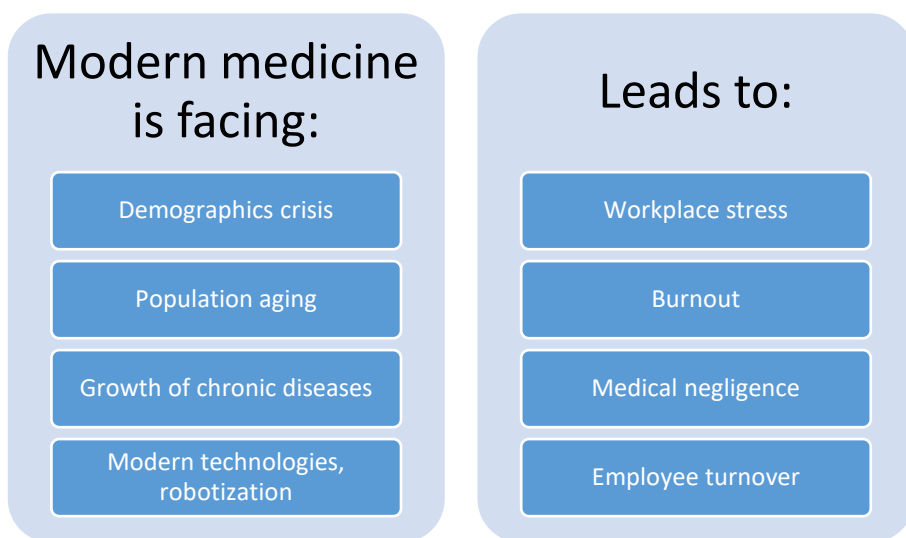 Modern medicine
is facing:
Demographics crisis
Population aging
Growth of chronic diseases
Modern technologies,
robotization
Leads to:
Workplace stress
Burnout
Medical negligence
Employee turnover